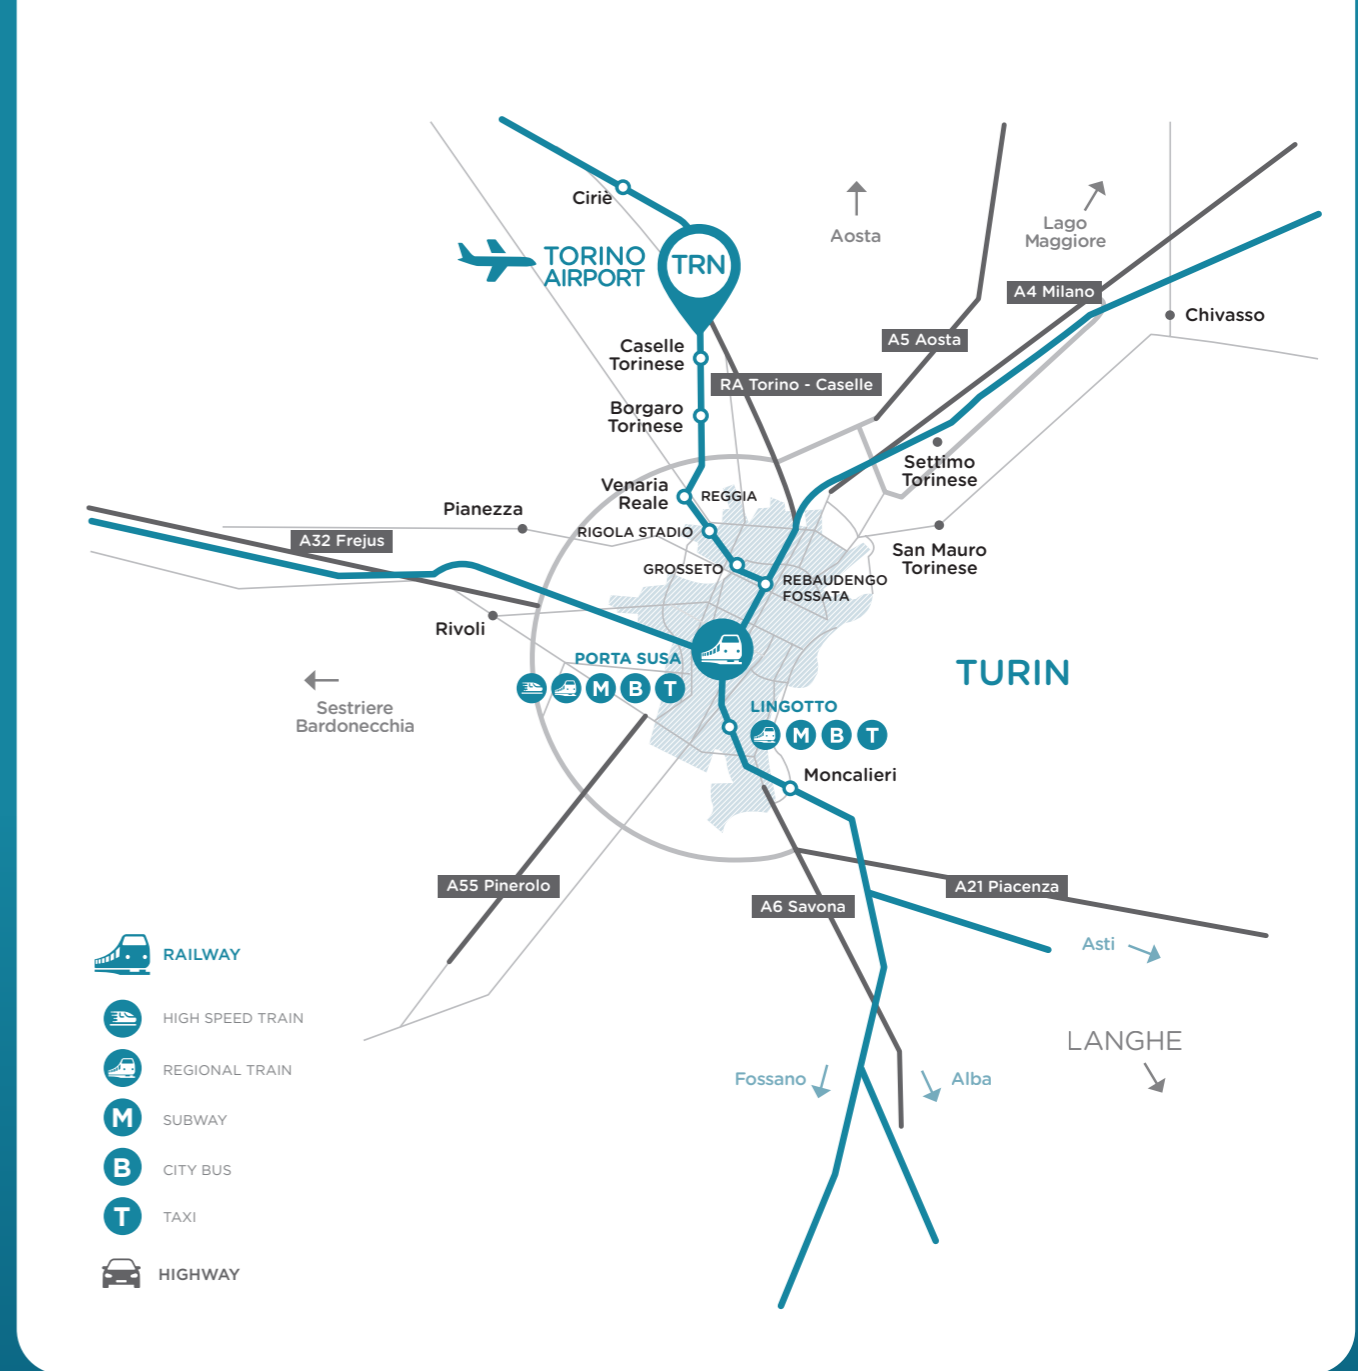 Ciriè
Aosta
Lago
Maggiore
TORINO
AIRPORT
TRN
A4 Milano
Chivasso
A5 Aosta
Caselle
Torinese
RA Torino - Caselle
Borgaro
Torinese
Settimo
Torinese
Venaria
Reale
REGGIA
Pianezza
RIGOLA STADIO
A32 Frejus
San Mauro
Torinese
GROSSETO
REBAUDENGO
FOSSATA
Rivoli
PORTA SUSA
M B T
TURIN
Sestriere
Bardonecchia
LINGOTTO
M B T
Moncalieri
A55 Pinerolo
A21 Piacenza
A6 Savona
Asti
LANGHE
Fossano
Alba
RAILWAY
HIGH SPEED TRAIN
REGIONAL TRAIN
M SUBWAY
B CITY BUS
T TAXI
HIGHWAY